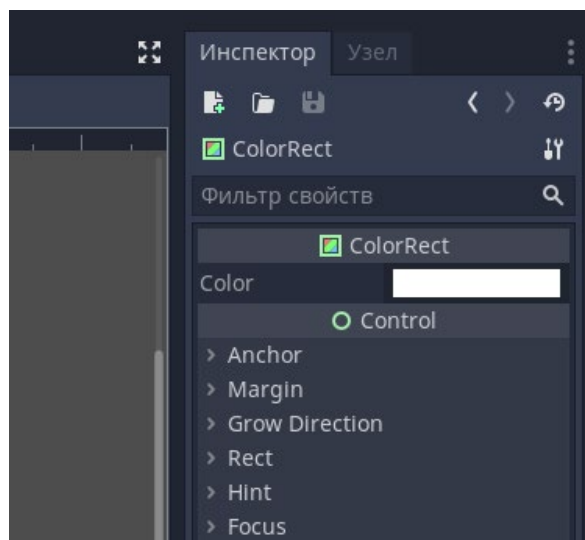 Инспектор Узел
ColorRect
Фильтр свойств
ColorRect
Color
Control
Anchor
Margin
Grow Direction
Rect
Hint
Focus